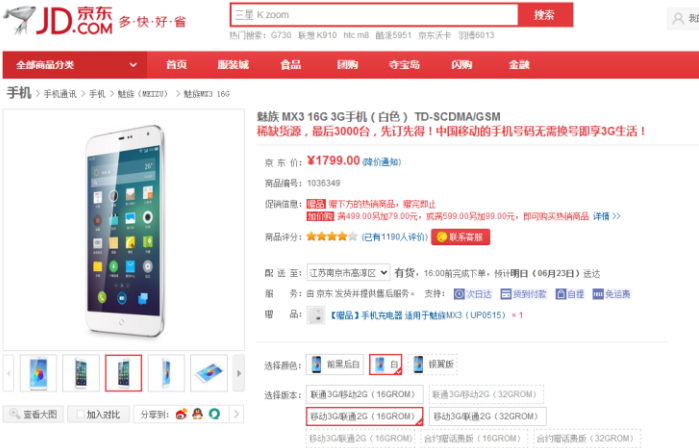 JD 京东
.COM 多·快·好·省
三星 K zoom
搜索
热门搜索: G730 联想 K910 htc m8 酷派5951 京东沃卡 羽博6013
全部商品分类
首页 服装城 食品 团购 夺宝岛 闪购 金融
手机 > 手机通讯 > 手机 > 魅族 (MEIZU) > 魅族MX3 16G
魅族 MX3 16G 3G手机(白色) TD-SCDMA/GSM
稀缺货源,最后3000台,先订先得!中国移动的手机号码无需换号即享3G生活!
京 东 价: ¥1799.00 (降价通知)
商品编号: 1036349
促销信息: 赠品 赠下方的热销商品,赠完即止
加价购 满499.00另加79.00元,或满599.00另加99.00元,即可购买热销商品 详情 >>
商品评分: (已有1190人评价) 联系客服
配 送 至: 江苏南京市高淳区 有货, 16:00前完成下单,预计明日 (06月23日) 送达
服 务: 由 京东 发货并提供售后服务。 支持: 次日达 货到付款 自提 免运费
赠 品: 【赠品】手机充电器 适用于魅族MX3 (UP0515) × 1
选择颜色: 前黑后白 白 银翼版
选择版本: 联通3G/移动2G (16GROM) 联通3G/移动2G (32GROM)
移动3G/联通2G (16GROM) 移动3G/联通2G (32GROM)
移动3G/联通2G (16GROM) 合约赠话费版 (16GROM) 合约赠话费版 (32GROM)
查看大图 加入对比 分享到: